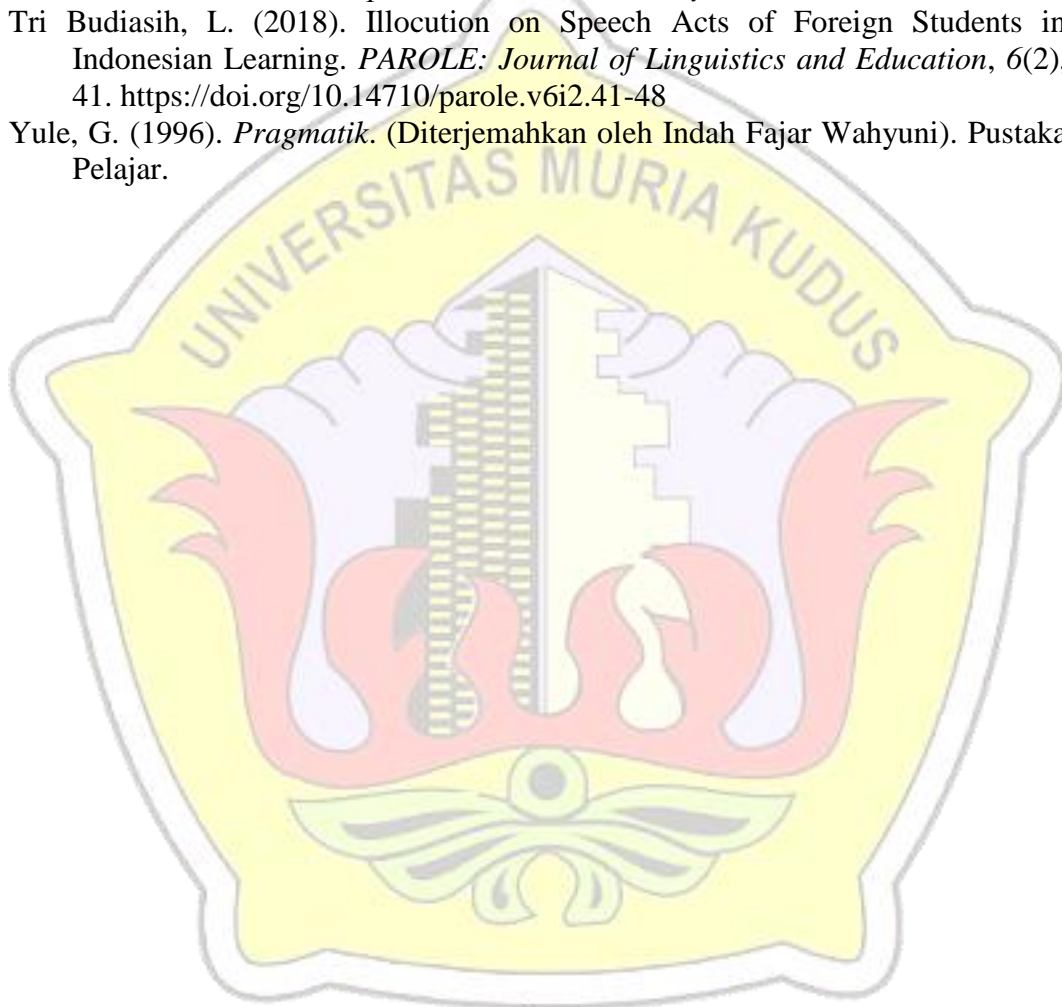 Tri Budiasih, L. (2018). Illocution on Speech Acts of Foreign Students in
Indonesian Learning. PAROLE: Journal of Linguistics and Education, 6(2),
41. https://doi.org/10.14710/parole.v6i2.41-48
Yule, G. (1996). Pragmatik. (Diterjemahkan oleh Indah Fajar Wahyuni). Pustaka
Pelajar.
UNIVERSITAS MURIA KUDUS